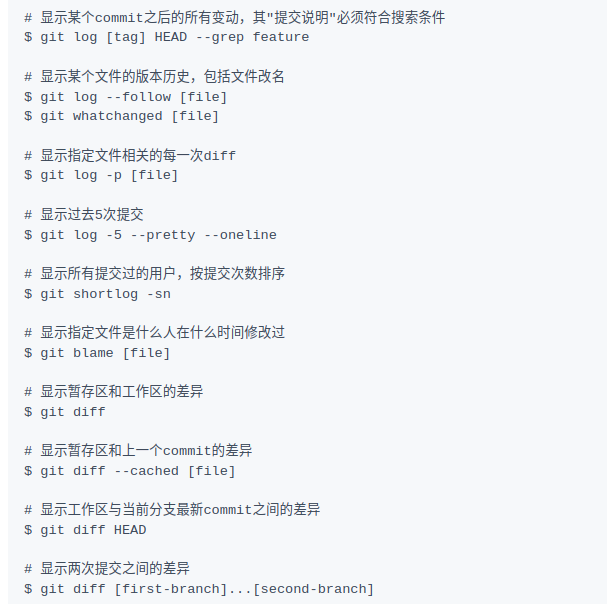 # 显示某个commit之后的所有变动，其"提交说明"必须符合搜索条件
$ git log [tag] HEAD --grep feature
# 显示某个文件的版本历史，包括文件改名
$ git log --follow [file]
$ git whatchanged [file]
# 显示指定文件相关的每一次diff
$ git log -p [file]
# 显示过去5次提交
$ git log -5 --pretty --oneline
# 显示所有提交过的用户，按提交次数排序
$ git shortlog -sn
# 显示指定文件是什么人在什么时间修改过
$ git blame [file]
# 显示暂存区和工作区的差异
$ git diff
# 显示暂存区和上一个commit的差异
$ git diff --cached [file]
# 显示工作区与当前分支最新commit之间的差异
$ git diff HEAD
# 显示两次提交之间的差异
$ git diff [first-branch]...[second-branch]